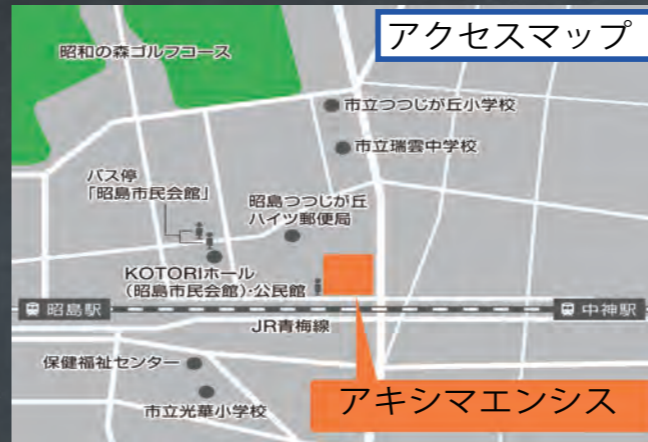 アクセスマップ
昭和の森ゴルフコース
市立つつじが丘小学校
市立瑞雲中学校
バス停
「昭島市民会館」
昭島つつじが丘
ハイツ郵便局
KOTORIホール
(昭島市民会館)・公民館
昭島駅
中神駅
JR青梅線
保健福祉センター
市立光華小学校
アキシマエンシス